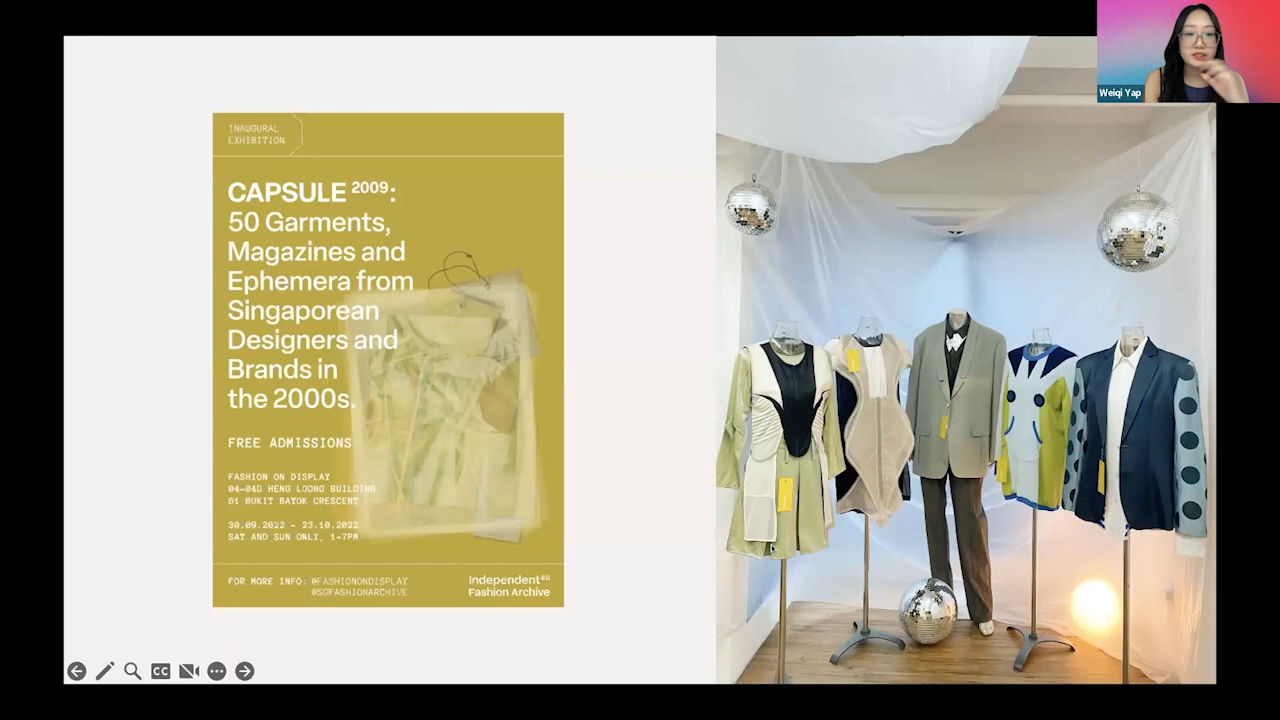 INAUGURAL
EXHIBITION
CAPSULE 2009:
50 Garments,
Magazines and
Ephemera from
Singaporean
Designers and
Brands in
the 2000s.
FREE ADMISSIONS
FASHION ON DISPLAY
04-04D HENG LOONG BUILDING
61 BUKIT BATOK CRESCENT
30.09.2022 - 23.10.2022
SAT AND SUN ONLY, 1-7PM
FOR MORE INFO: @FASHIONONDISPLAY
@SGFASHIONARCHIVE
Independent SG
Fashion Archive
Weiqi Yap
CC